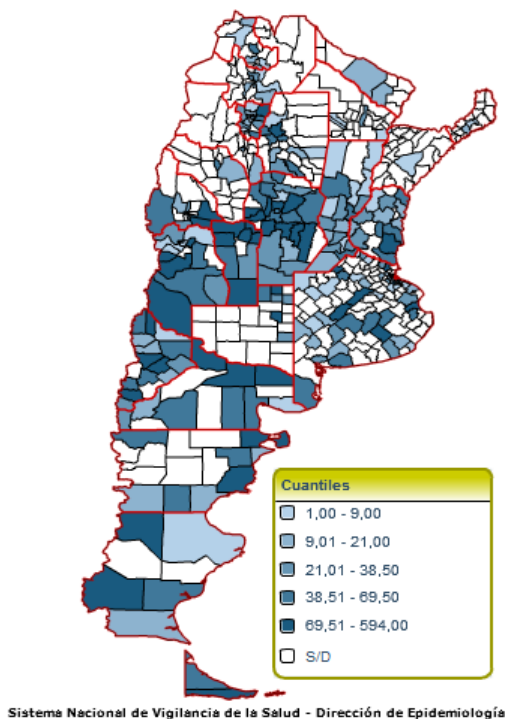 Cuantiles
1,00 - 9,00
9,01 - 21,00
21,01 - 38,50
38,51 - 69,50
69,51 - 594,00
S/D
Sistema Nacional de Vigilancia de la Salud - Dirección de Epidemiología